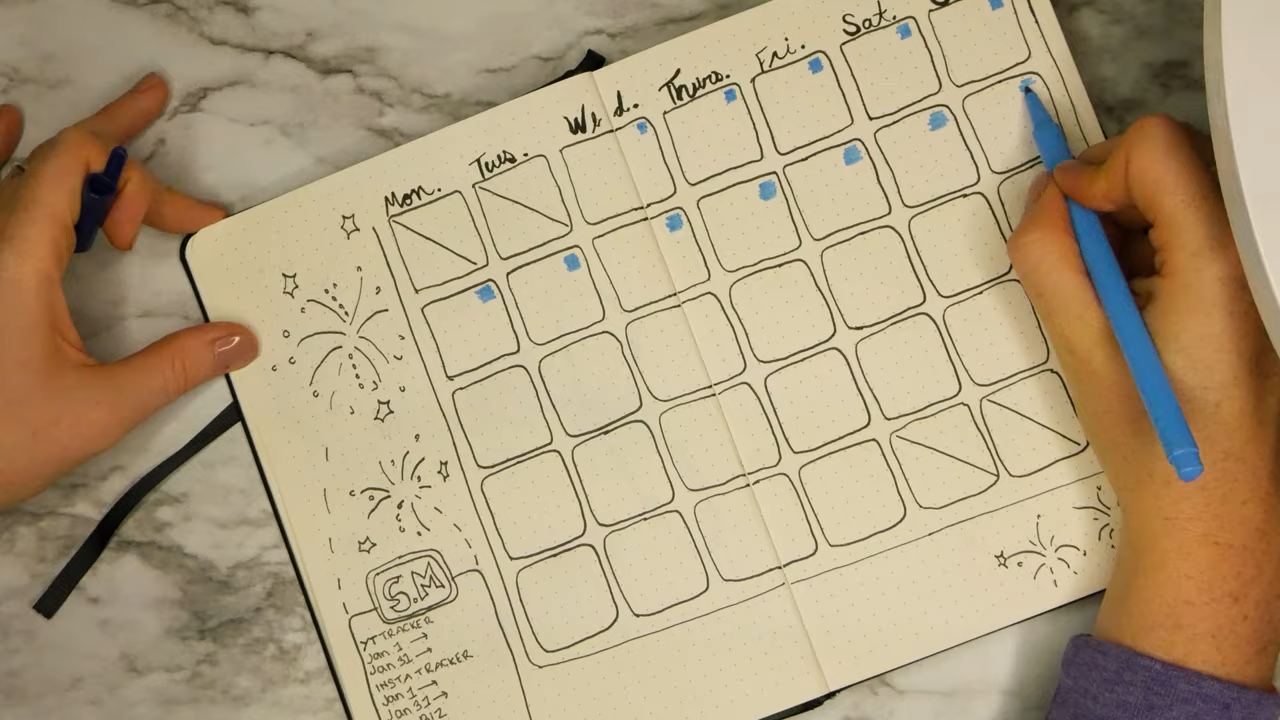 Mon.
Tues.
Wed.
Thurs.
Fri.
Sat.
S.M
YT TRACKER
Jan 1 →
Jan 31 →
INSTA TRACKER
Jan 1 →
Jan 31 →